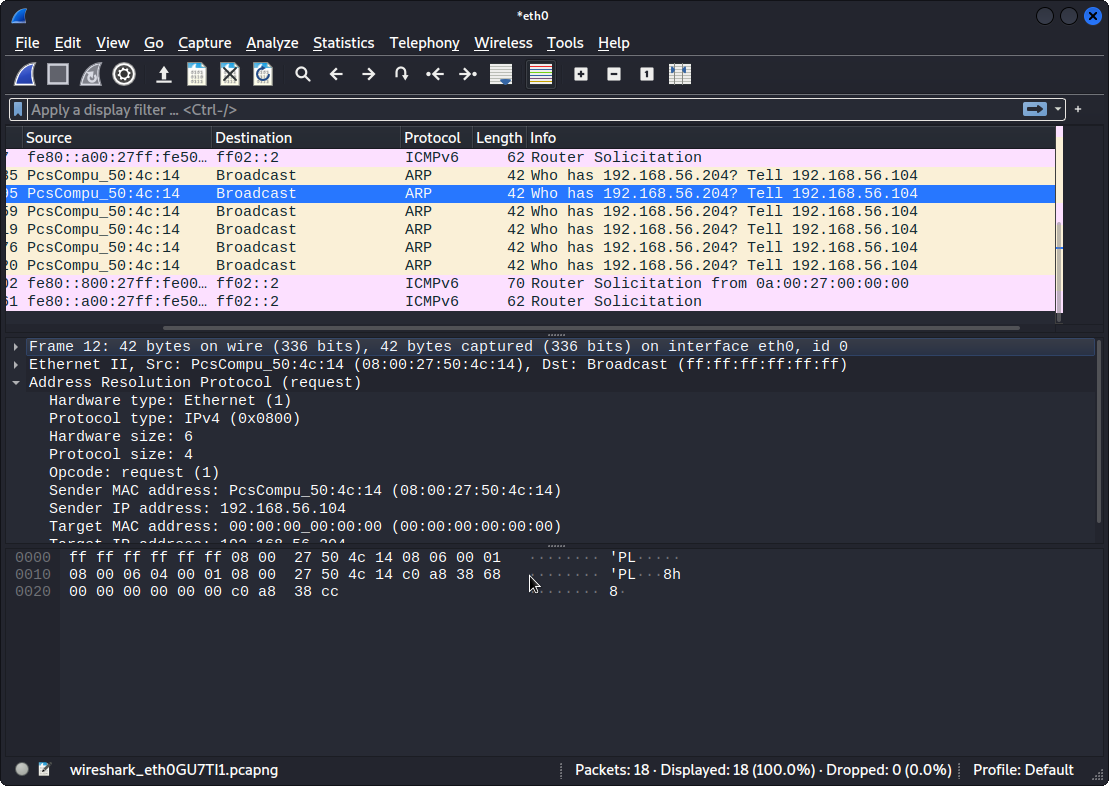 *eth0
File Edit View Go Capture Analyze Statistics Telephony Wireless Tools Help
Apply a display filter … <Ctrl-/>
Source Destination Protocol Length Info
fe80::a00:27ff:fe50… ff02::2 ICMPv6 62 Router Solicitation
35 PcsCompu_50:4c:14 Broadcast ARP 42 Who has 192.168.56.204? Tell 192.168.56.104
95 PcsCompu_50:4c:14 Broadcast ARP 42 Who has 192.168.56.204? Tell 192.168.56.104
59 PcsCompu_50:4c:14 Broadcast ARP 42 Who has 192.168.56.204? Tell 192.168.56.104
19 PcsCompu_50:4c:14 Broadcast ARP 42 Who has 192.168.56.204? Tell 192.168.56.104
76 PcsCompu_50:4c:14 Broadcast ARP 42 Who has 192.168.56.204? Tell 192.168.56.104
20 PcsCompu_50:4c:14 Broadcast ARP 42 Who has 192.168.56.204? Tell 192.168.56.104
02 fe80::800:27ff:fe00… ff02::2 ICMPv6 70 Router Solicitation from 0a:00:27:00:00:00
61 fe80::a00:27ff:fe50… ff02::2 ICMPv6 62 Router Solicitation
Frame 12: 42 bytes on wire (336 bits), 42 bytes captured (336 bits) on interface eth0, id 0
Ethernet II, Src: PcsCompu_50:4c:14 (08:00:27:50:4c:14), Dst: Broadcast (ff:ff:ff:ff:ff:ff)
Address Resolution Protocol (request)
Hardware type: Ethernet (1)
Protocol type: IPv4 (0x0800)
Hardware size: 6
Protocol size: 4
Opcode: request (1)
Sender MAC address: PcsCompu_50:4c:14 (08:00:27:50:4c:14)
Sender IP address: 192.168.56.104
Target MAC address: 00:00:00_00:00:00 (00:00:00:00:00:00)
Target IP address: 192.168.56.204
0000 ff ff ff ff ff ff 08 00 27 50 4c 14 08 06 00 01 ········ 'PL·····
0010 08 00 06 04 00 01 08 00 27 50 4c 14 c0 a8 38 68 ········ 'PL···8h
0020 00 00 00 00 00 00 c0 a8 38 cc ········ 8·
wireshark_eth0GU7TI1.pcapng Packets: 18 · Displayed: 18 (100.0%) · Dropped: 0 (0.0%) Profile: Default